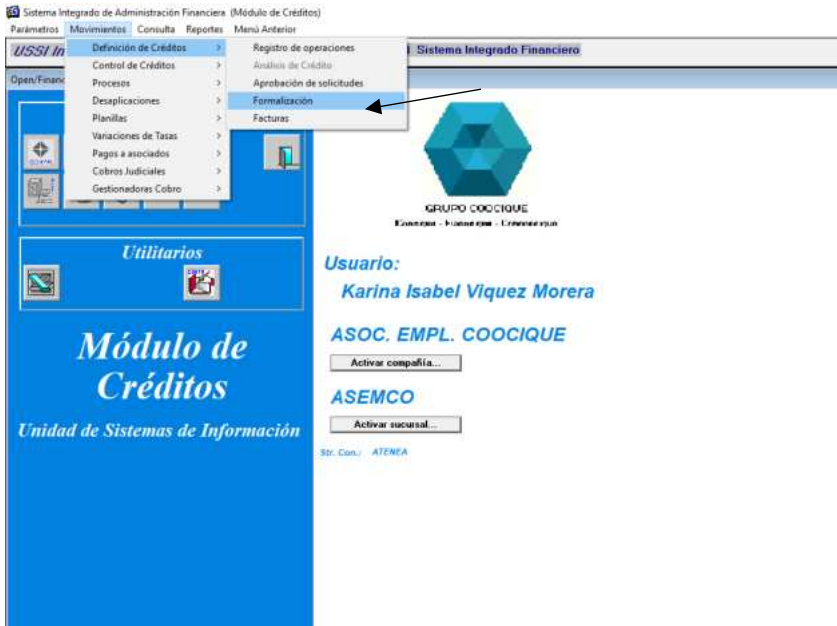 Sistema Integrado de Administración Financiera (Módulo de Créditos)
Parámetros Movimientos Consulta Reportes Menú Anterior
USSI In
Sistema Integrado Financiero
Open/Financ
Definición de Créditos >
Control de Créditos >
Procesos >
Desaplicaciones >
Planillas >
Variaciones de Tasas >
Pagos a asociados >
Cobros Judiciales >
Gestionadoras Cobro >
Registro de operaciones
Análisis de Crédito
Aprobación de solicitudes
Formalización
Facturas
GRUPO COOCIQUE
Utilitarios
Módulo de
Créditos
Unidad de Sistemas de Información
Usuario:
Karina Isabel Viquez Morera
ASOC. EMPL. COOCIQUE
Activar compañía...
ASEMCO
Activar sucursal...
Str. Con.: ATENEA